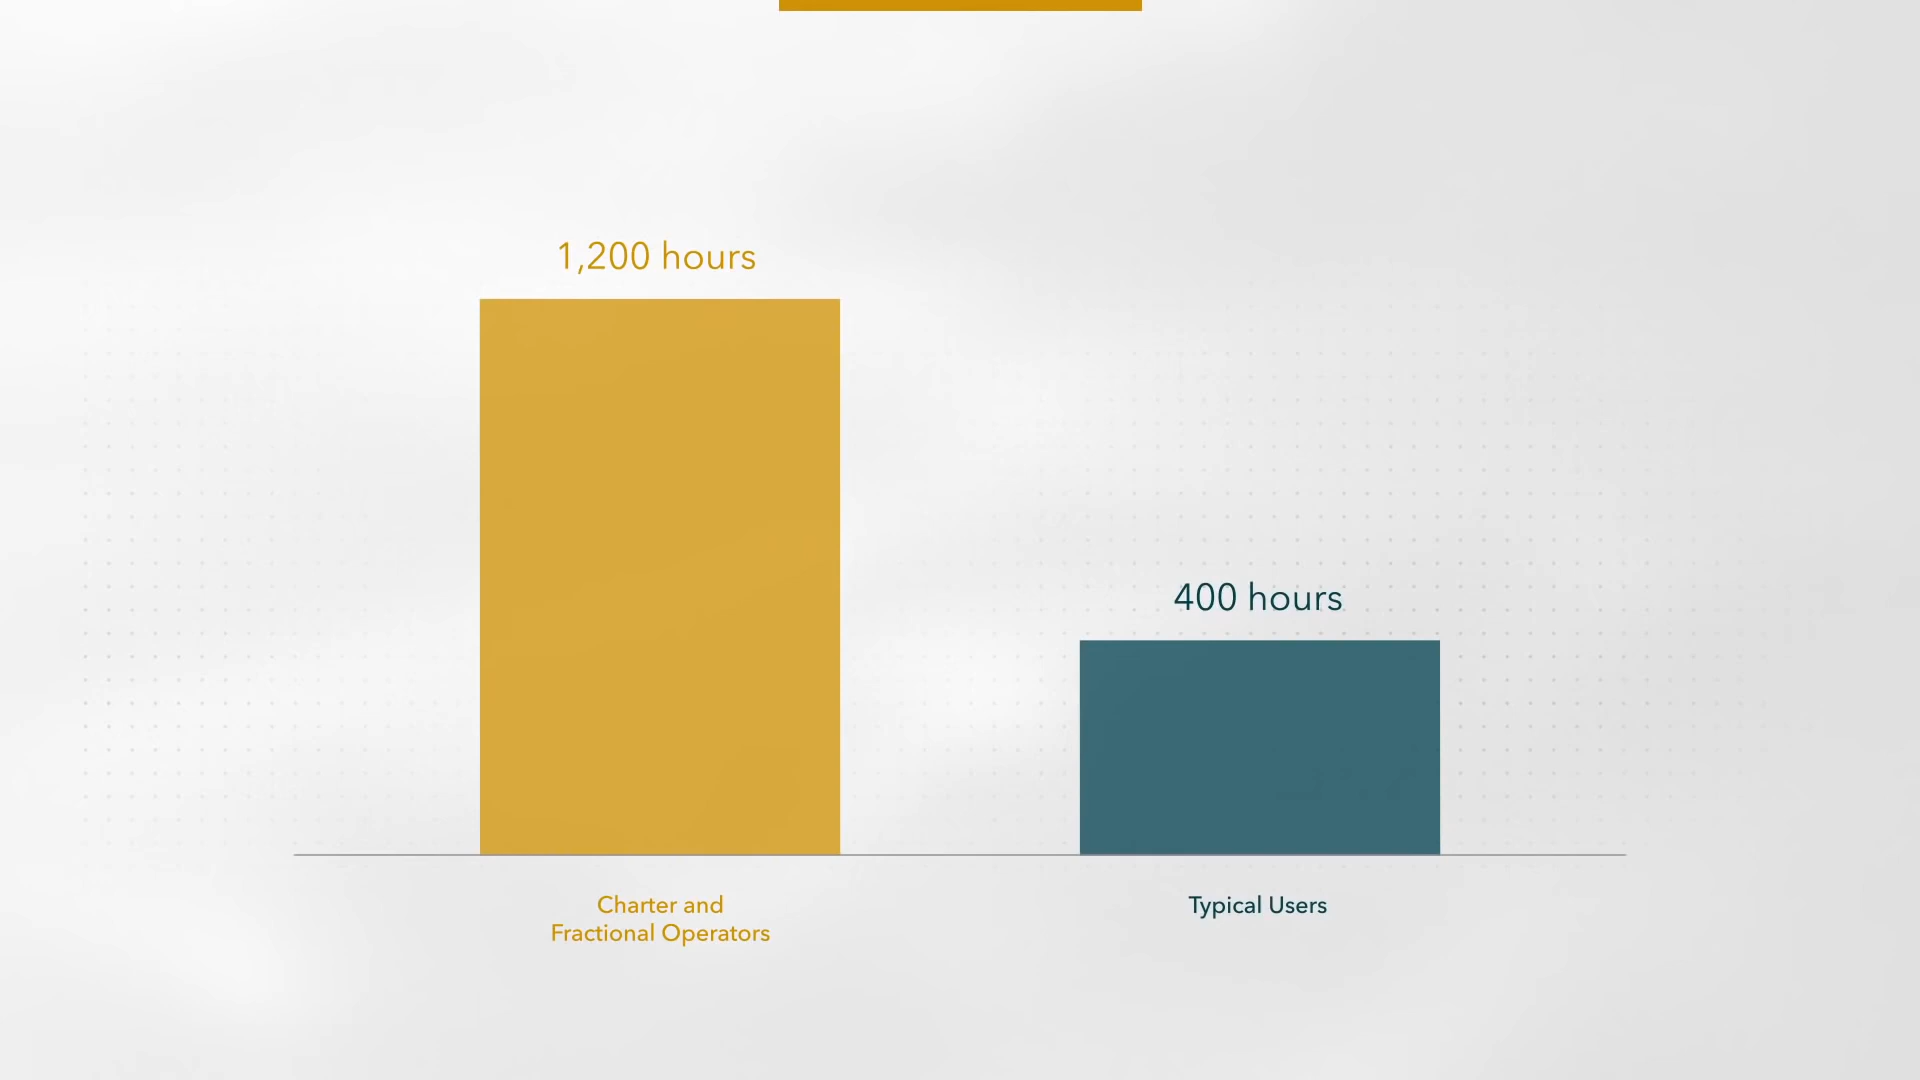 1,200 hours
400 hours
Charter and
Fractional Operators
Typical Users